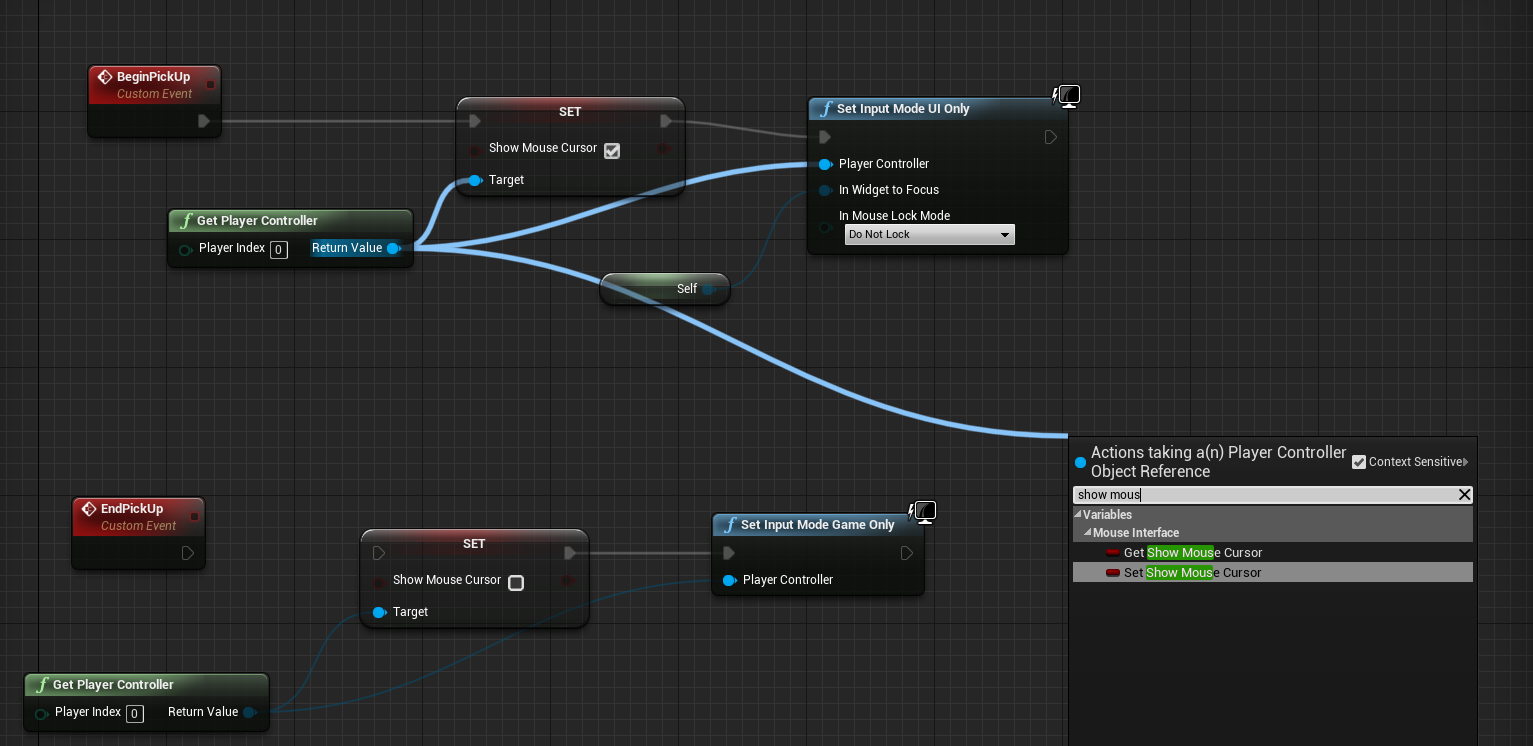 BeginPickUp
Custom Event
SET
Show Mouse Cursor
Target
Set Input Mode UI Only
Player Controller
In Widget to Focus
In Mouse Lock Mode
Do Not Lock
Get Player Controller
Player Index 0 Return Value
Self
Actions taking a(n) Player Controller
Object Reference
Context Sensitive
show mous
Variables
Mouse Interface
Get Show Mouse Cursor
Set Show Mouse Cursor
EndPickUp
Custom Event
SET
Show Mouse Cursor
Target
Set Input Mode Game Only
Player Controller
Get Player Controller
Player Index 0 Return Value